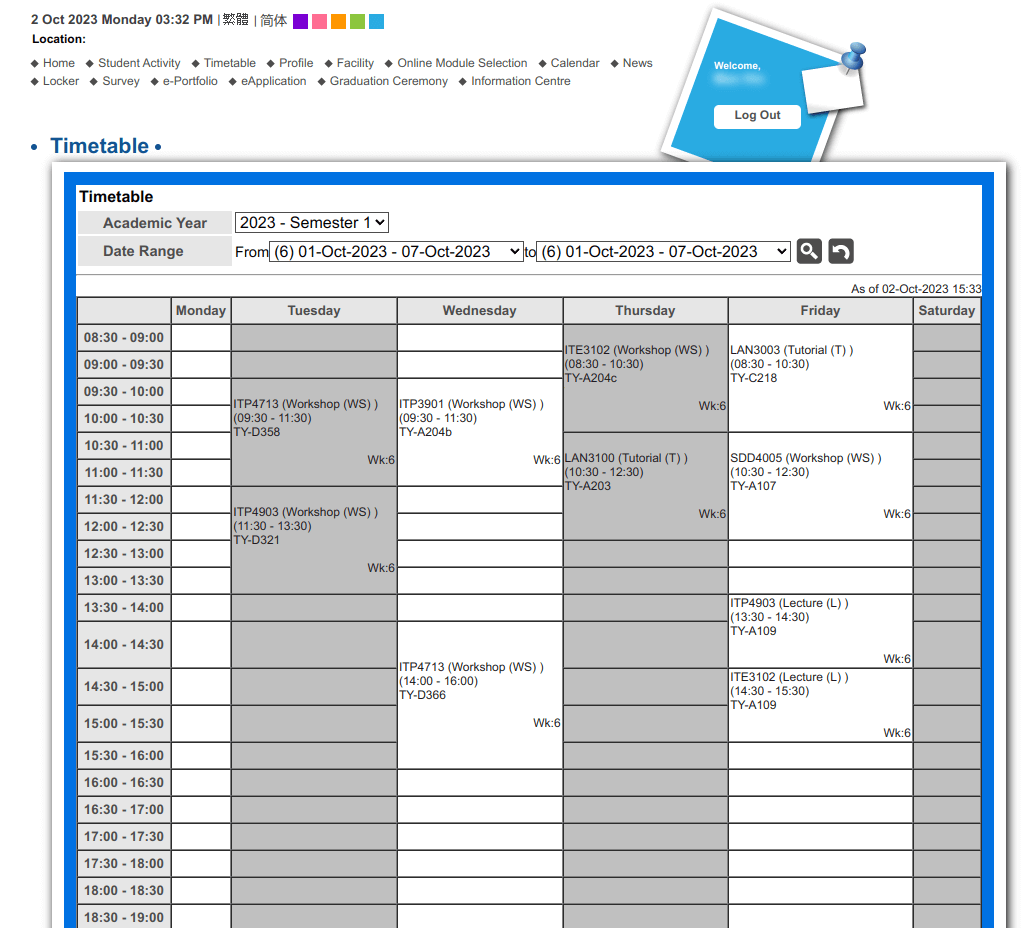 2 Oct 2023 Monday 03:32 PM | 繁體 | 简体
Location:
Home Student Activity Timetable Profile Facility Online Module Selection Calendar News
Locker Survey e-Portfolio eApplication Graduation Ceremony Information Centre
Welcome,
Log Out
• Timetable •
Timetable
Academic Year 2023 - Semester 1
Date Range From (6) 01-Oct-2023 - 07-Oct-2023 to (6) 01-Oct-2023 - 07-Oct-2023
As of 02-Oct-2023 15:33
Monday Tuesday Wednesday Thursday Friday Saturday
08:30 - 09:00
09:00 - 09:30
09:30 - 10:00
10:00 - 10:30
10:30 - 11:00
11:00 - 11:30
11:30 - 12:00
12:00 - 12:30
12:30 - 13:00
13:00 - 13:30
13:30 - 14:00
14:00 - 14:30
14:30 - 15:00
15:00 - 15:30
15:30 - 16:00
16:00 - 16:30
16:30 - 17:00
17:00 - 17:30
17:30 - 18:00
18:00 - 18:30
18:30 - 19:00
ITP4713 (Workshop (WS) )
(09:30 - 11:30)
TY-D358
Wk:6
ITP4903 (Workshop (WS) )
(11:30 - 13:30)
TY-D321
Wk:6
ITP3901 (Workshop (WS) )
(09:30 - 11:30)
TY-A204b
Wk:6
ITP4713 (Workshop (WS) )
(14:00 - 16:00)
TY-D366
Wk:6
ITE3102 (Workshop (WS) )
(08:30 - 10:30)
TY-A204c
Wk:6
LAN3100 (Tutorial (T) )
(10:30 - 12:30)
TY-A203
Wk:6
LAN3003 (Tutorial (T) )
(08:30 - 10:30)
TY-C218
Wk:6
SDD4005 (Workshop (WS) )
(10:30 - 12:30)
TY-A107
Wk:6
ITP4903 (Lecture (L) )
(13:30 - 14:30)
TY-A109
Wk:6
ITE3102 (Lecture (L) )
(14:30 - 15:30)
TY-A109
Wk:6